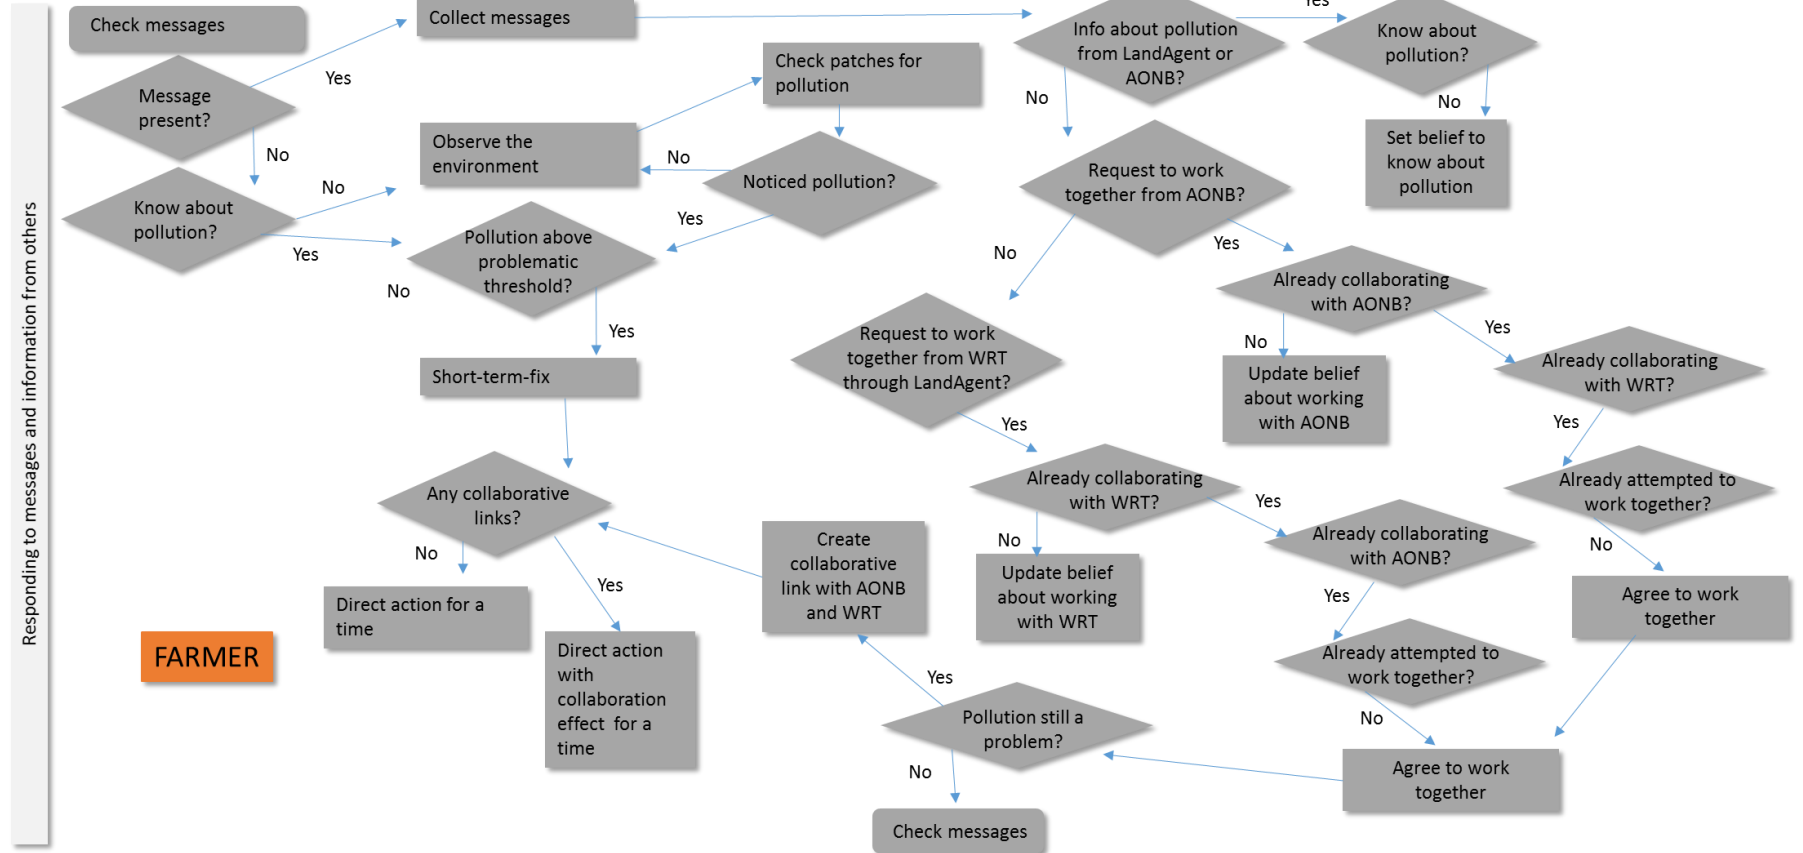 Responding to messages and information from others
Check messages
Collect messages
Yes
Info about pollution
from LandAgent or
AONB?
Know about
pollution?
Message
present?
Yes
Check patches for
pollution
No
No
Set belief to
know about
pollution
No
Observe the
environment
No
Noticed pollution?
Request to work
together from AONB?
Know about
pollution?
No
Yes
Yes
Pollution above
problematic
threshold?
No
Yes
No
Yes
Already collaborating
with AONB?
Yes
No
Request to work
together from WRT
through LandAgent?
Update belief
about working
with AONB
Already collaborating
with WRT?
Short-term-fix
Yes
Yes
Any collaborative
links?
Already collaborating
with WRT?
Yes
Already attempted to
work together?
No
Yes
No
Update belief
about working
with WRT
Already collaborating
with AONB?
No
Create
collaborative
link with AONB
and WRT
Direct action for a
time
Yes
Agree to work
together
FARMER
Direct action
with
collaboration
effect for a
time
Already attempted to
work together?
Yes
No
Pollution still a
problem?
No
Agree to work
together
Check messages